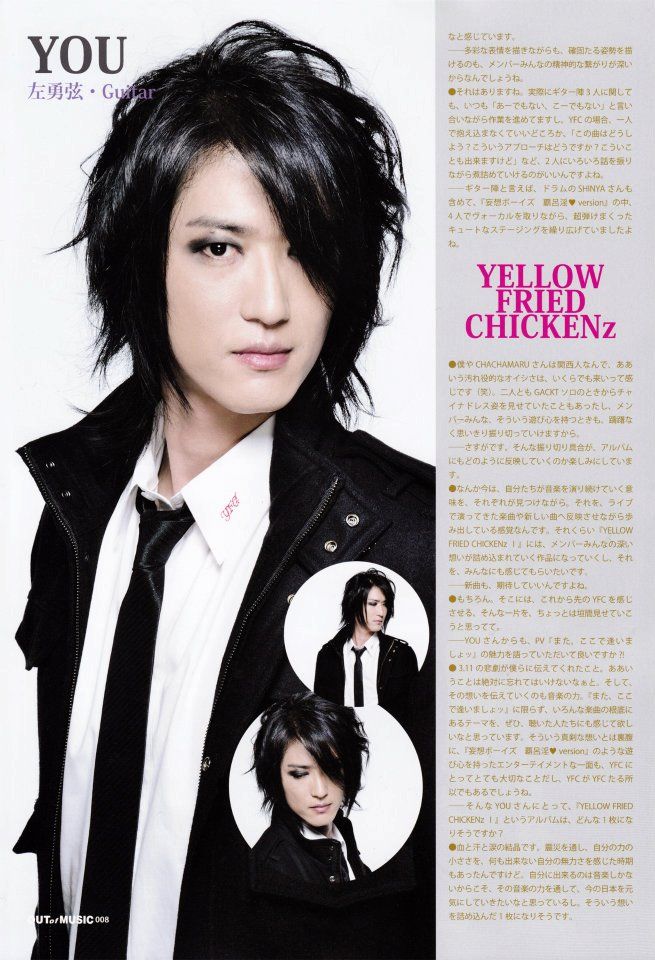 YOU
左勇弦・Guitar
なと感じています。
──多彩な表情を描きながらも、確固たる姿勢を描
けるのも、メンバーみんなの精神的な繋がりが深い
からなんでしょうね。
●それはありますね。実際にギター陣3人に関して
も、いつも「あーでもない、こーでもない」と言い
合いながら作業を進めてますし、YFCの場合、一人
で抱え込まなくていいどころか、「この曲はどうし
よう？こういうアプローチはどうですか？こういこ
とも出来ますけど」など、2人にいろいろ話を振り
ながら煮詰めていけるのがいいんですよね。
──ギター陣と言えば、ドラムのSHINYAさんも
含めて、『妄想ボーイズ　覇呂淫♥version』の中、
4人でヴォーカルを取りながら、超弾けまくった
キュートなステージングを繰り広げていましたよ
ね。
YELLOW
FRIED
CHICKENz
●僕やCHACHAMARUさんは関西人なんで、ああ
いう汚れ役的なオイシさは、いくらでも来いって感
じです（笑）。二人ともGACKTソロのときからチャ
イナドレス姿を見せていたこともあったし、メン
バーみんな、そういう遊び心を持つときも、躊躇な
く思いきり振り切っていけますから。
──さすがです。そんな振り切り具合が、アルバム
にもどのように反映していくのか楽しみにしていま
す。
●なんか今は、自分たちが音楽を演り続けていく意
味を、それぞれが見つけながら。それを、ライブ
で演ってきた楽曲や新しい曲へ反映させながら歩
み出している感覚なんです。それくらい『YELLOW
FRIED CHICKENz Ⅰ』には、メンバーみんなの深い
想いが詰め込まれていく作品になっていくし、それ
を、みんなにも感じてもらいたいです。
──新曲も、期待していいんですよね。
●もちろん。そこには、これから先のYFCを感じ
させる、そんな一片を、ちょっとは垣間見せていこ
うと思ってて。
──YOUさんからも、PV「また、ここで逢いま
しょッ」の魅力を語っていただいて良いですか?!
●3.11の悲劇が僕らに伝えてくれたこと。ああい
うことは絶対に忘れてはいけないなぁと。そして、
その想いを伝えていくのも音楽の力。『また、ここ
で逢いましょッ』に限らず、いろんな楽曲の根底に
あるテーマを、ぜひ、聴いた人たちにも感じて欲し
いなと思っています。そういう真剣な想いとは裏腹
に、『妄想ボーイズ　覇呂淫♥version』のような遊
び心を持ったエンターテイメントな一面も、YFCに
とってとても大切なことだし、YFCがYFCたる所
以でもあるでしょうね。
──そんなYOUさんにとって、『YELLOW FRIED
CHICKENz Ⅰ』というアルバムは、どんな1枚にな
りそうですか？
●血と汗と涙の結晶です。震災を通し、自分の力の
小ささを、何も出来ない自分の無力さを感じた時期
もあったんですけど。自分に出来るのは音楽しかな
いからこそ、その音楽の力を通して、今の日本を元
気にしていきたいなと思っているし。そういう想い
を詰め込んだ1枚になりそうです。
OUT of MUSIC 008